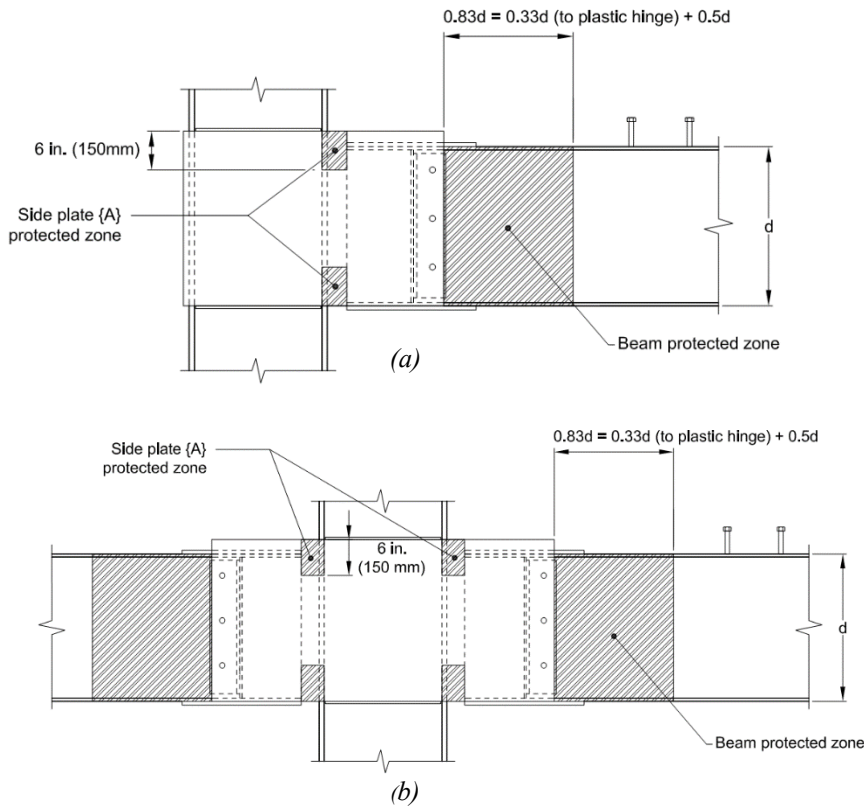 0.83d = 0.33d (to plastic hinge) + 0.5d
6 in. (150mm)
Side plate {A}
protected zone
d
Beam protected zone
(a)
Side plate {A}
protected zone
0.83d = 0.33d (to plastic hinge) + 0.5d
6 in.
(150 mm)
d
Beam protected zone
(b)